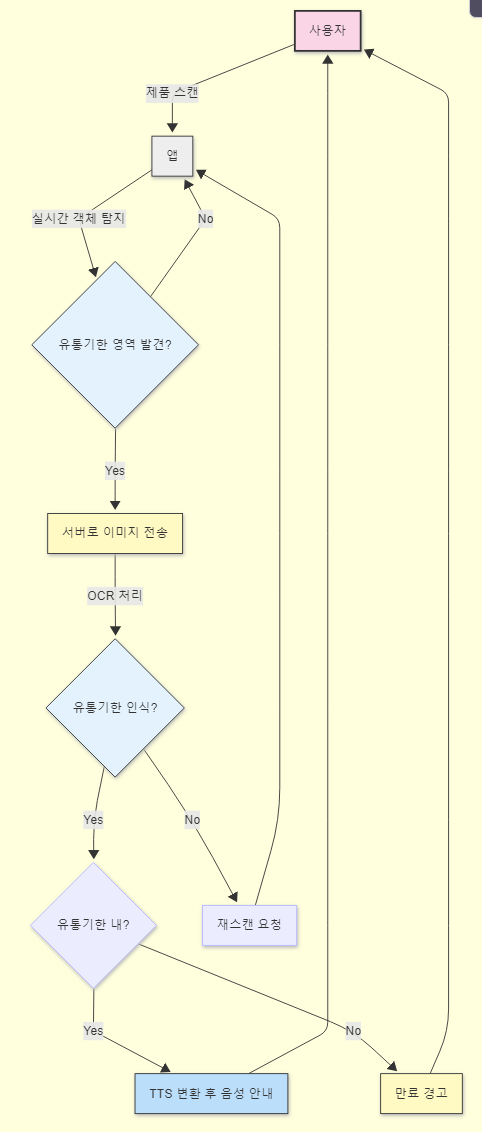 사용자
제품 스캔
앱
실시간 객체 탐지
No
유통기한 영역 발견?
Yes
서버로 이미지 전송
OCR 처리
유통기한 인식?
Yes
No
유통기한 내?
재스캔 요청
Yes
No
TTS 변환 후 음성 안내
만료 경고